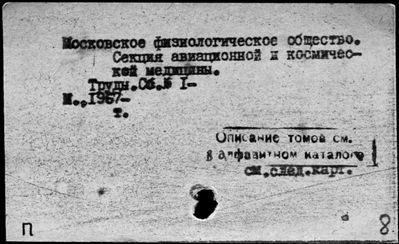 Московское физиологическое общество.
Секция авиационной и космичес-
кой медицины.
Труды.Сб.№ 1-
М.,1967-
т.
Описание томов см.
в алфавитном каталоге
см.след.карт.
П
8